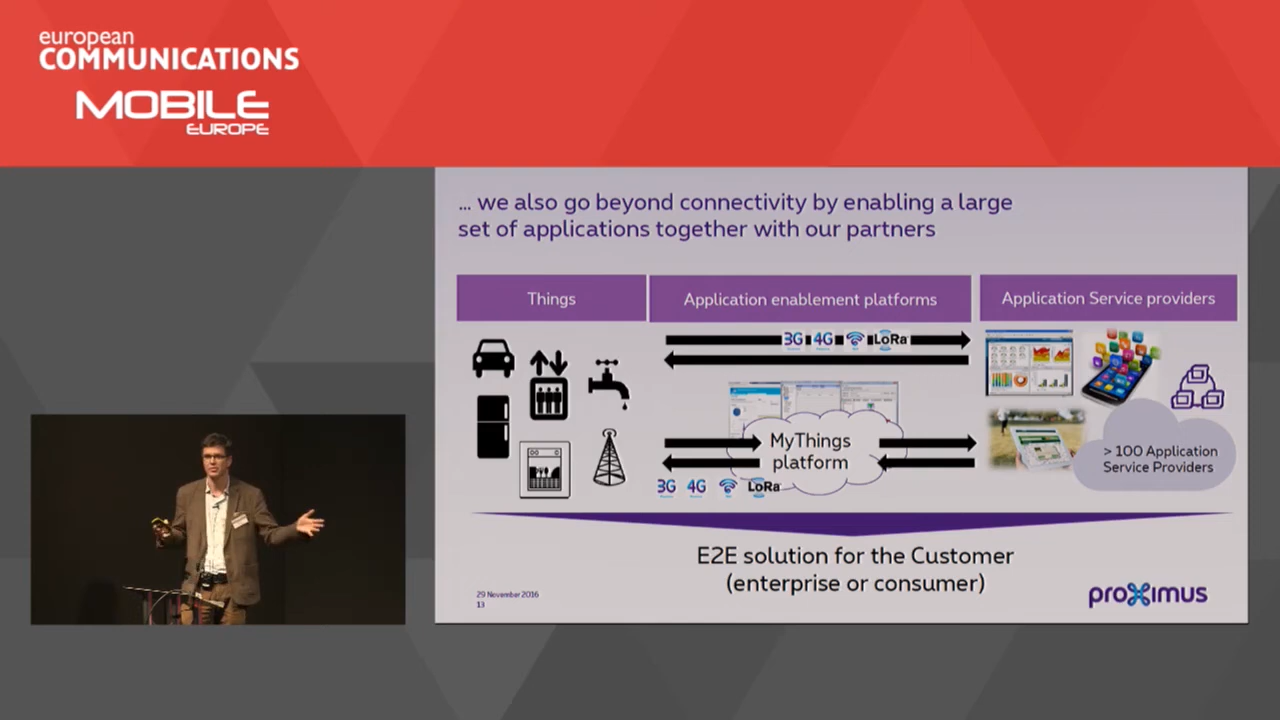 european
COMMUNICATIONS
MOBILE
EUROPE
... we also go beyond connectivity by enabling a large
set of applications together with our partners
Things
Application enablement platforms
Application Service providers
3G 4G LoRa
MyThings
platform
> 100 Application
Service Providers
3G 4G LoRa
E2E solution for the Customer
(enterprise or consumer)
29 November 2016
13
proximus